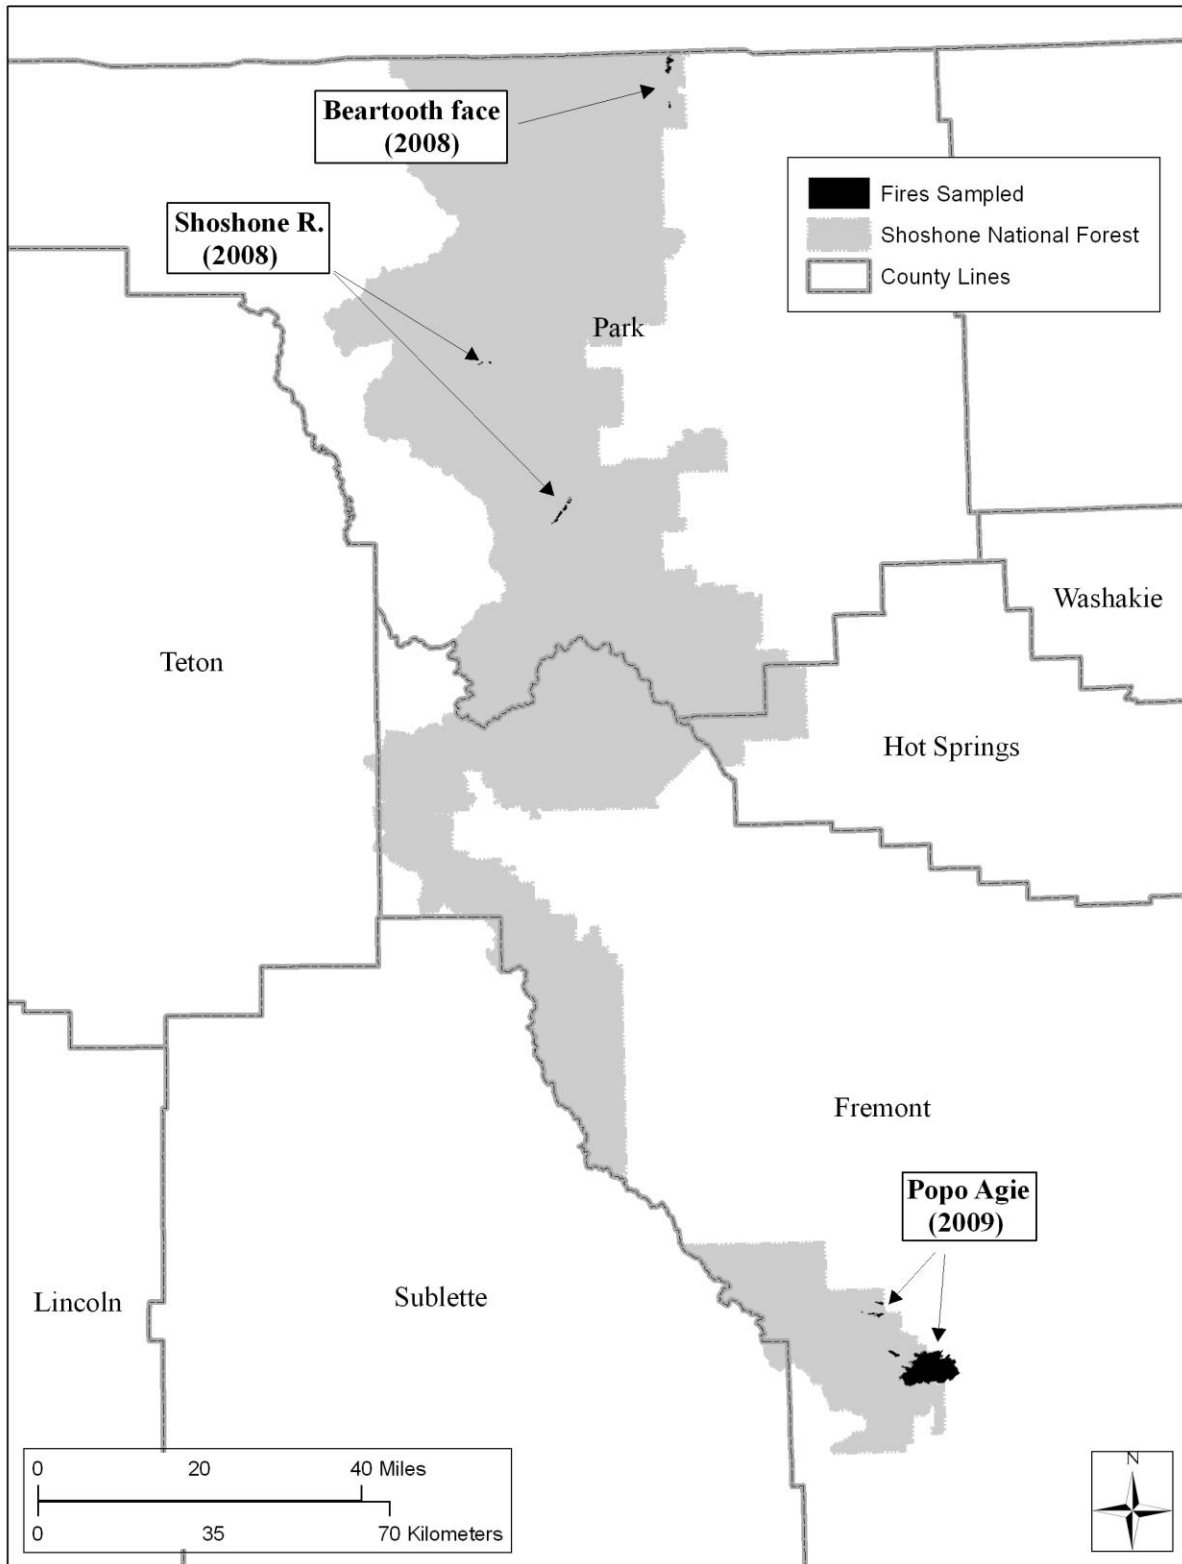 Beartooth face
(2008)
Fires Sampled
Shoshone National Forest
County Lines
Shoshone R.
(2008)
Park
Washakie
Teton
Hot Springs
Fremont
Popo Agie
(2009)
Lincoln
Sublette
0 20 40 Miles
0 35 70 Kilometers
N